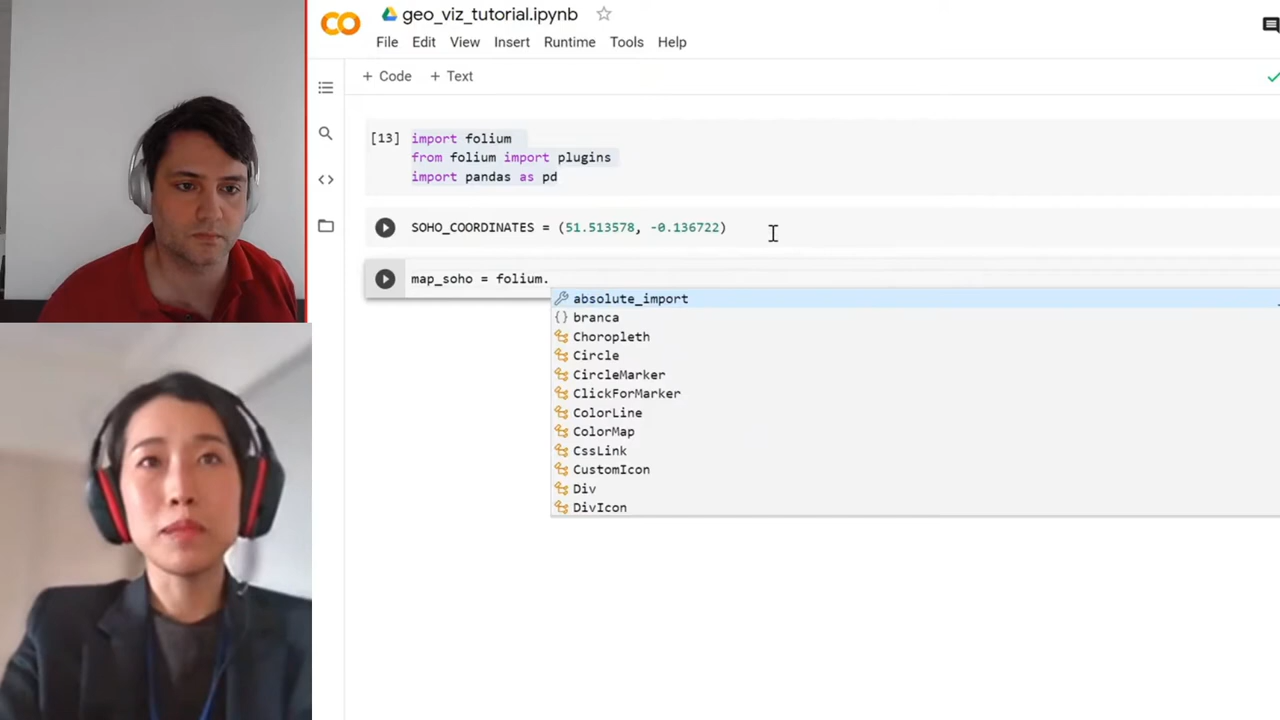 geo_viz_tutorial.ipynb
File Edit View Insert Runtime Tools Help
+ Code + Text
[13] import folium
from folium import plugins
import pandas as pd
SOHO_COORDINATES = (51.513578, -0.136722)
map_soho = folium.
absolute_import
{} branca
Choropleth
Circle
CircleMarker
ClickForMarker
ColorLine
ColorMap
CssLink
CustomIcon
Div
DivIcon